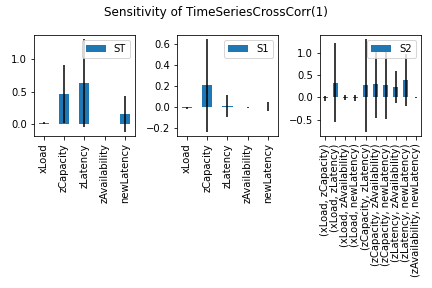 Sensitivity of TimeSeriesCrossCorr(1)
ST
1.0
0.5
0.0
xLoad
zCapacity
zLatency
zAvailability
newLatency
S1
0.6
0.4
0.2
0.0
−0.2
xLoad
zCapacity
zLatency
zAvailability
newLatency
S2
1.0
0.5
0.0
−0.5
(xLoad, zCapacity)
(xLoad, zLatency)
(xLoad, zAvailability)
(xLoad, newLatency)
(zCapacity, zLatency)
(zCapacity, zAvailability)
(zCapacity, newLatency)
(zLatency, zAvailability)
(zLatency, newLatency)
(zAvailability, newLatency)